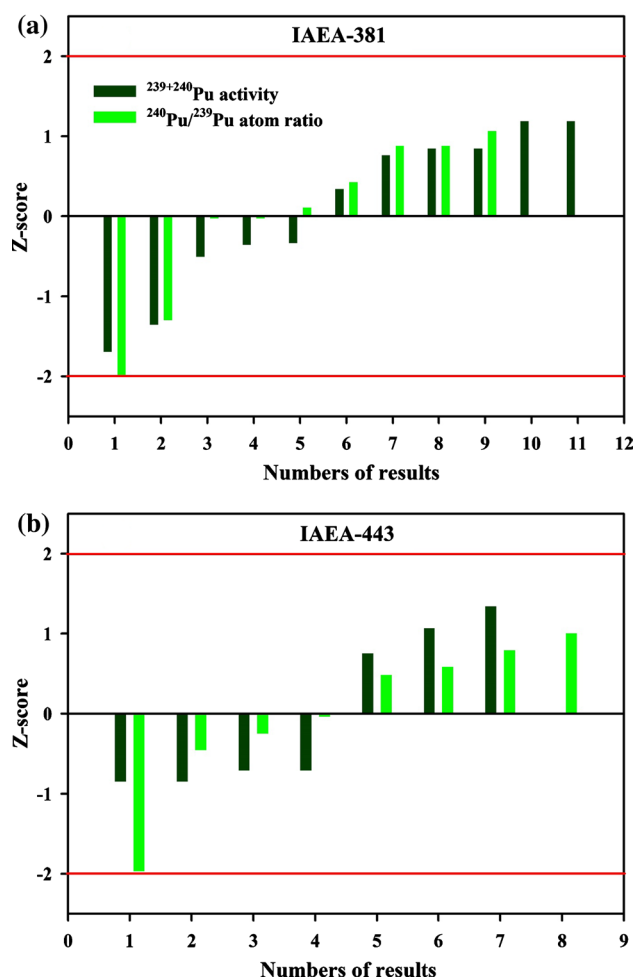 (a)
IAEA-381
2
²³⁹⁺²⁴⁰Pu activity
²⁴⁰Pu/²³⁹Pu atom ratio
1
0
-1
-2
Z-score
0 1 2 3 4 5 6 7 8 9 10 11 12
Numbers of results
(b)
IAEA-443
2
1
0
-1
-2
Z-score
0 1 2 3 4 5 6 7 8 9
Numbers of results